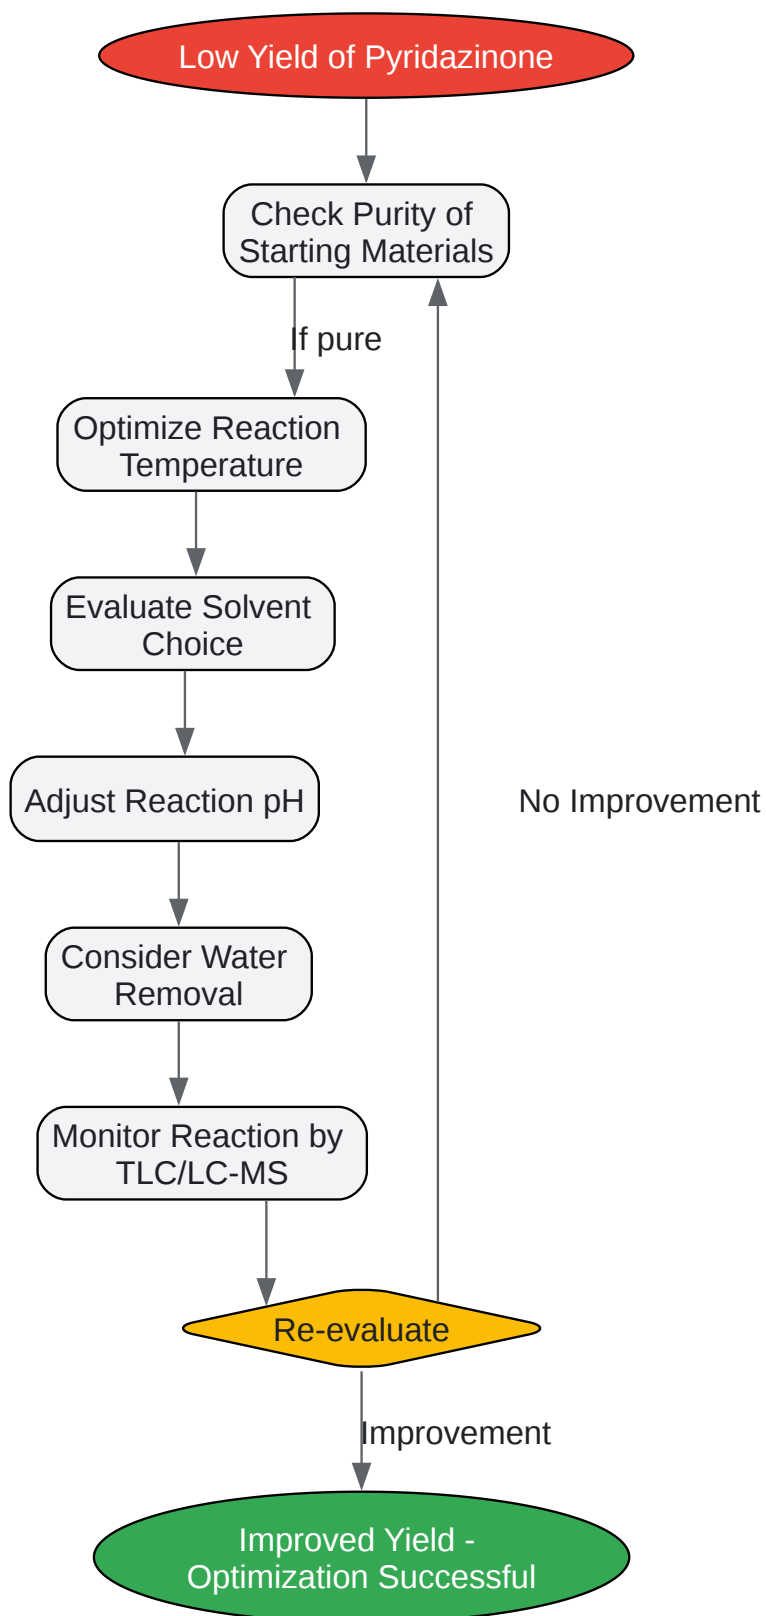 Low Yield of Pyridazinone
Check Purity of
Starting Materials
If pure
Optimize Reaction
Temperature
Evaluate Solvent
Choice
Adjust Reaction pH
No Improvement
Consider Water
Removal
Monitor Reaction by
TLC/LC-MS
Re-evaluate
Improvement
Improved Yield -
Optimization Successful